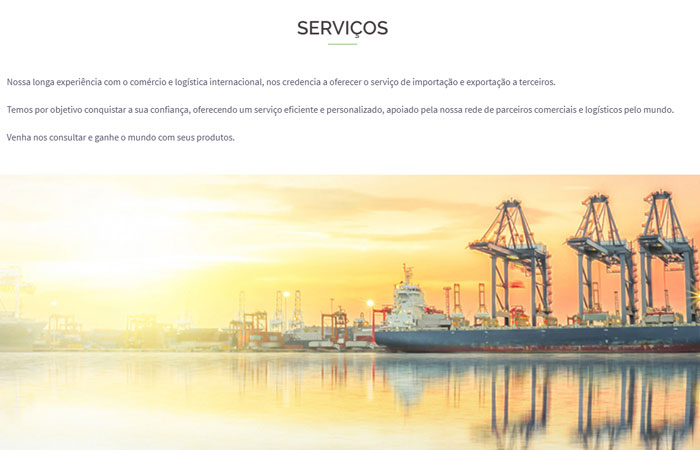 SERVIÇOS
Nossa longa experiência com o comércio e logística internacional, nos credencia a oferecer o serviço de importação e exportação a terceiros.
Temos por objetivo conquistar a sua confiança, oferecendo um serviço eficiente e personalizado, apoiado pela nossa rede de parceiros comerciais e logísticos pelo mundo.
Venha nos consultar e ganhe o mundo com seus produtos.